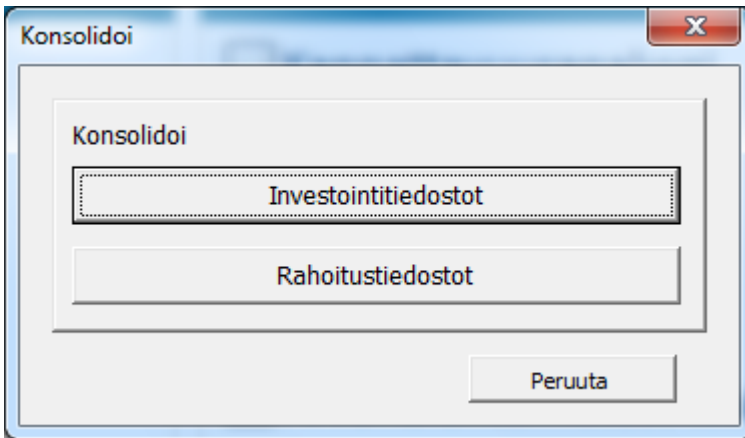 Konsolidoi
Konsolidoi
Investointitiedostot
Rahoitustiedostot
Peruuta